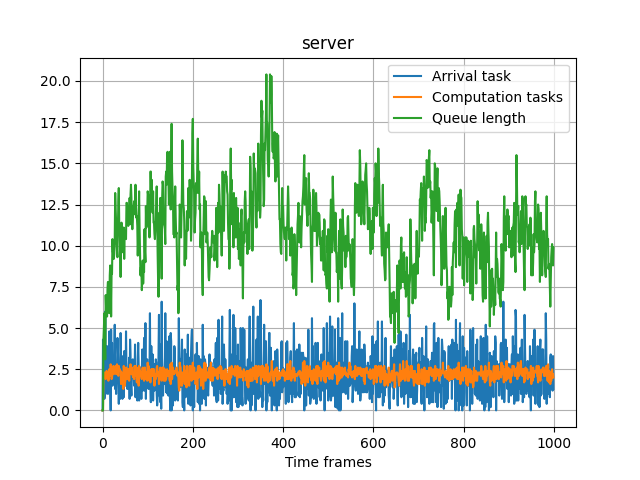 server
Arrival task
Computation tasks
Queue length
20.0
17.5
15.0
12.5
10.0
7.5
5.0
2.5
0.0
0 200 400 600 800 1000
Time frames